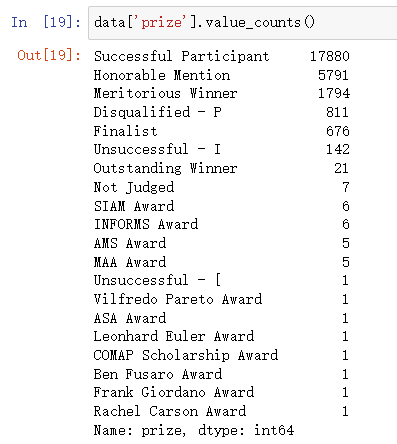 In [19]: data['prize'].value_counts()
Out[19]: Successful Participant 17880
Honorable Mention 5791
Meritorious Winner 1794
Disqualified - P 811
Finalist 676
Unsuccessful - I 142
Outstanding Winner 21
Not Judged 7
SIAM Award 6
INFORMS Award 6
AMS Award 5
MAA Award 5
Unsuccessful - [ 1
Vilfredo Pareto Award 1
ASA Award 1
Leonhard Euler Award 1
COMAP Scholarship Award 1
Ben Fusaro Award 1
Frank Giordano Award 1
Rachel Carson Award 1
Name: prize, dtype: int64